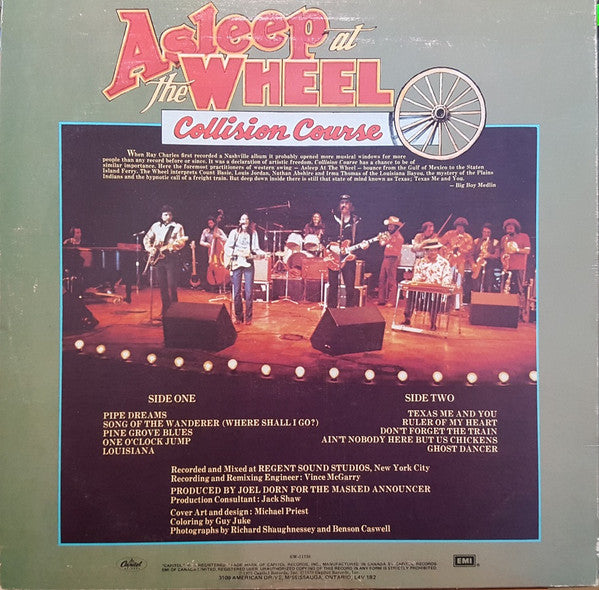 Asleep at
the WHEEL
Collision Course
When Ray Charles first recorded a Nashville album it probably opened more musical windows for more
people than any record before or since. It was a declaration of artistic freedom. Collision Course has a chance to be of
similar importance. Here the foremost practitioners of western swing – Asleep At The Wheel – bounce from the Gulf of Mexico to the Staten
Island Ferry. The Wheel interprets Count Basie, Louis Jordan, Nathan Abshire and Irma Thomas of the Louisiana Bayou, the mystery of the Plains
Indians and the hypnotic call of a freight train. But deep down inside there is still that state of mind known as Texas; Texas Me and You.
– Big Boy Medlin
SIDE ONE
PIPE DREAMS
SONG OF THE WANDERER (WHERE SHALL I GO?)
PINE GROVE BLUES
ONE O'CLOCK JUMP
LOUISIANA
SIDE TWO
TEXAS ME AND YOU
RULER OF MY HEART
DON'T FORGET THE TRAIN
AIN'T NOBODY HERE BUT US CHICKENS
GHOST DANCER
Recorded and Mixed at REGENT SOUND STUDIOS, New York City
Recording and Remixing Engineer: Vince McGarry
PRODUCED BY JOEL DORN FOR THE MASKED ANNOUNCER
Production Consultant: Jack Shaw
Cover Art and design: Michael Priest
Coloring by Guy Juke
Photographs by Richard Shaughnessey and Benson Caswell
Capitol
EMI
3109 AMERICAN DRIVE, MISSISSAUGA, ONTARIO, L4V 1B2